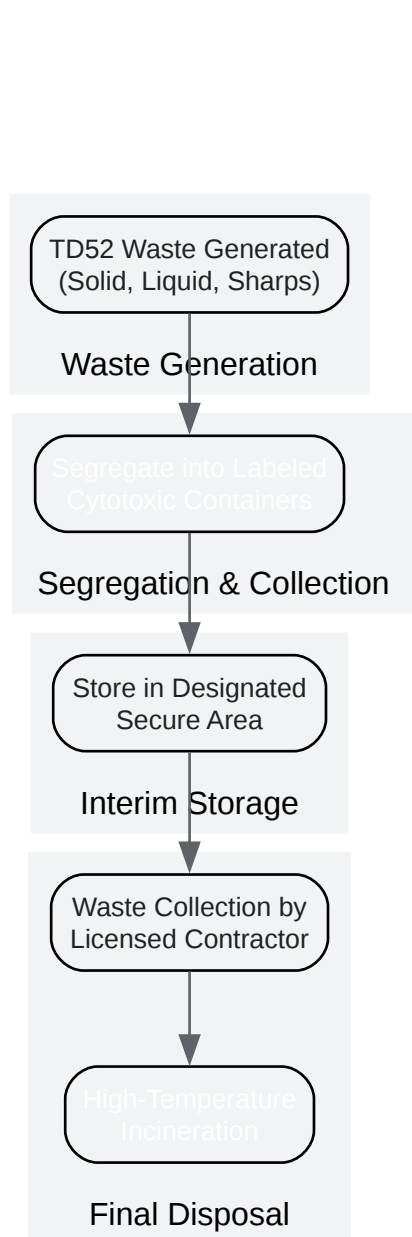 TD52 Waste Generated
(Solid, Liquid, Sharps)
Waste Generation
Segregate into Labeled
Cytotoxic Containers
Segregation & Collection
Store in Designated
Secure Area
Interim Storage
Waste Collection by
Licensed Contractor
High-Temperature
Incineration
Final Disposal